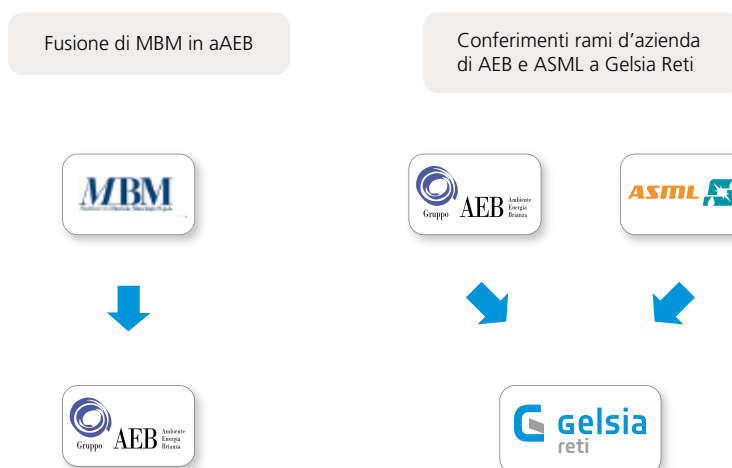 Fusione di MBM in aAEB
Conferimenti rami d’azienda
di AEB e ASML a Gelsia Reti
MBM
Gruppo AEB Ambiente
Energia
Brianza
ASML
Gruppo AEB Ambiente
Energia
Brianza
Gelsia
reti